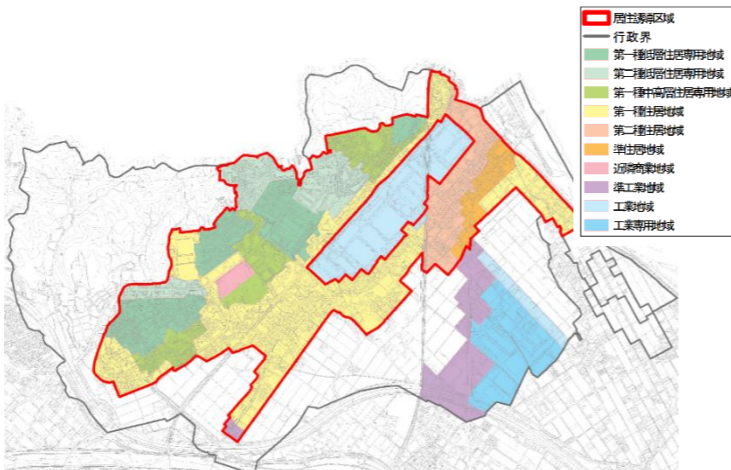 居住誘導区域
行政界
第一種低層住居専用地域
第二種低層住居専用地域
第一種中高層住居専用地域
第一種住居地域
第二種住居地域
準住居地域
近隣商業地域
準工業地域
工業地域
工業専用地域